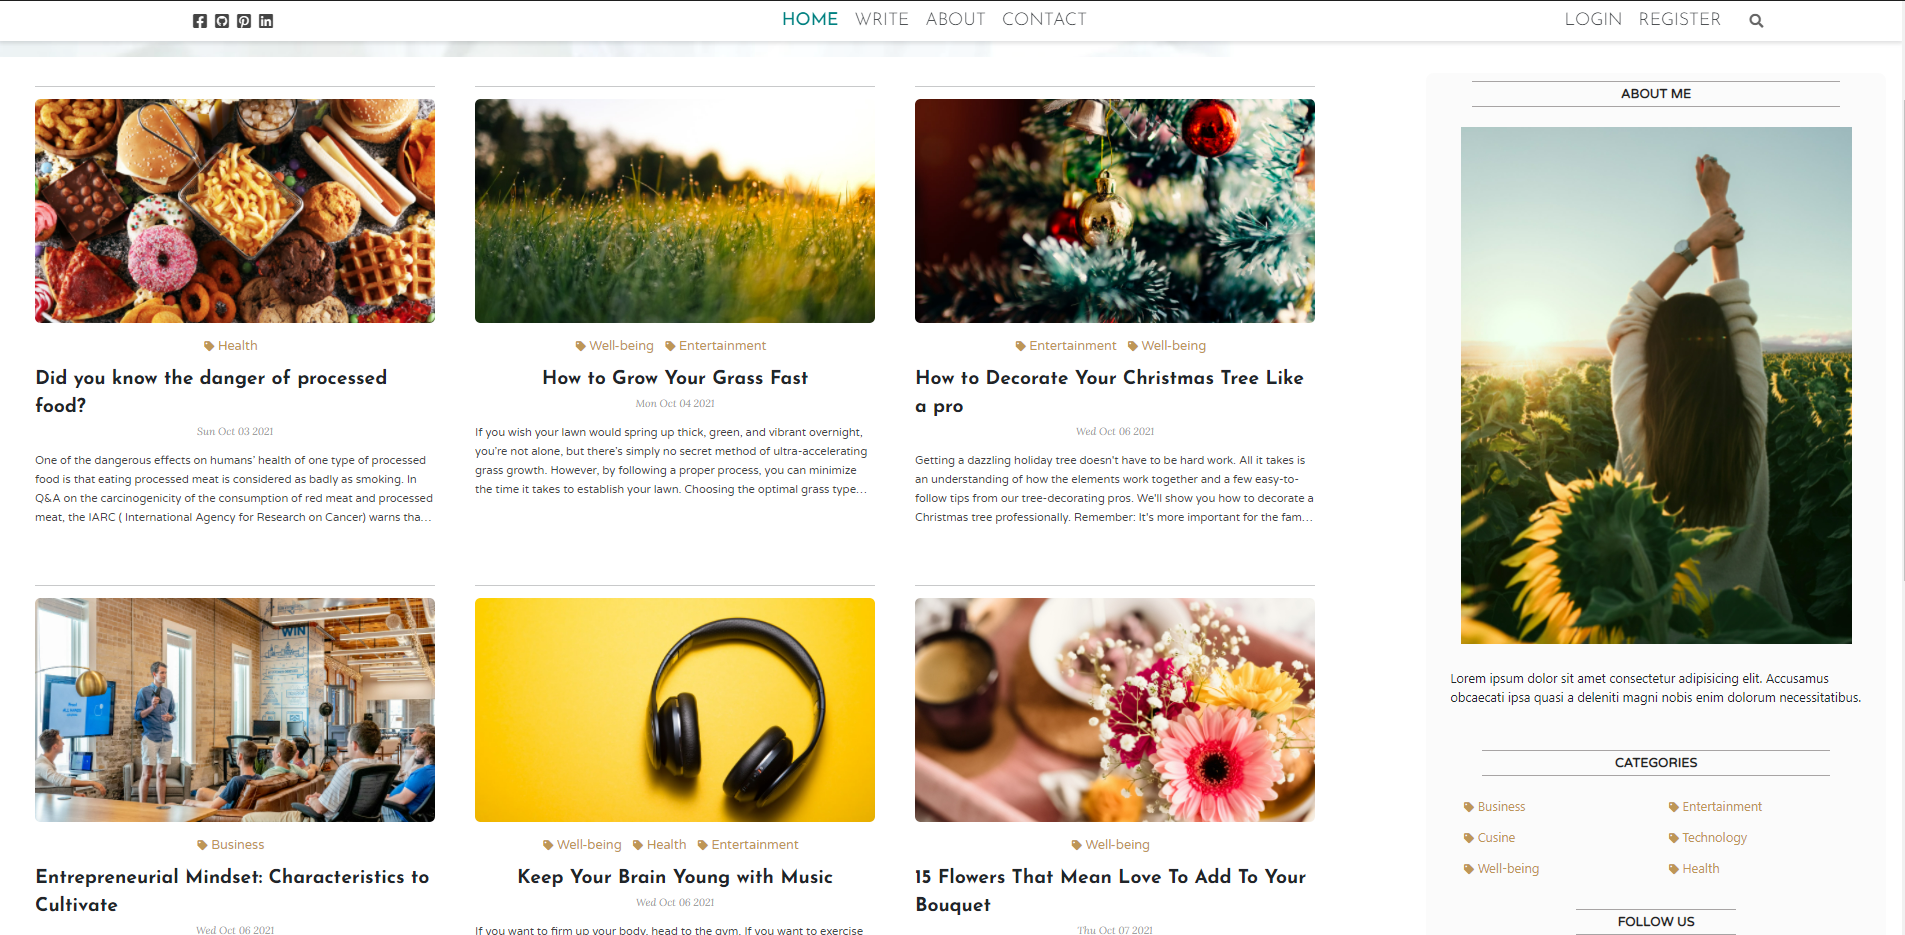 HOME WRITE ABOUT CONTACT LOGIN REGISTER
Health
Did you know the danger of processed
food?
Sun Oct 03 2021
One of the dangerous effects on humans' health of one type of processed
food is that eating processed meat is considered as badly as smoking. In
Q&A on the carcinogenicity of the consumption of red meat and processed
meat, the IARC ( International Agency for Research on Cancer) warns tha...
Well-being Entertainment
How to Grow Your Grass Fast
Mon Oct 04 2021
If you wish your lawn would spring up thick, green, and vibrant overnight,
you're not alone, but there's simply no secret method of ultra-accelerating
grass growth. However, by following a proper process, you can minimize
the time it takes to establish your lawn. Choosing the optimal grass type...
Entertainment Well-being
How to Decorate Your Christmas Tree Like
a pro
Wed Oct 06 2021
Getting a dazzling holiday tree doesn't have to be hard work. All it takes is
an understanding of how the elements work together and a few easy-to-
follow tips from our tree-decorating pros. We'll show you how to decorate a
Christmas tree professionally. Remember: It's more important for the fam...
WIN
Business
Entrepreneurial Mindset: Characteristics to
Cultivate
Wed Oct 06 2021
Well-being Health Entertainment
Keep Your Brain Young with Music
Wed Oct 06 2021
If you want to firm up your body, head to the gym. If you want to exercise
Well-being
15 Flowers That Mean Love To Add To Your
Bouquet
Thu Oct 07 2021
ABOUT ME
Lorem ipsum dolor sit amet consectetur adipisicing elit. Accusamus
obcaecati ipsa quasi a deleniti magni nobis enim dolorum necessitatibus.
CATEGORIES
Business Entertainment
Cusine Technology
Well-being Health
FOLLOW US